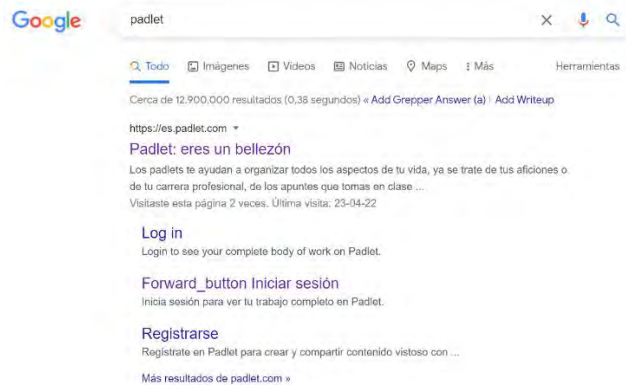 Google
padlet
Todo Imágenes Vídeos Noticias Maps Más Herramientas
Cerca de 12.900.000 resultados (0,38 segundos) « Add Grepper Answer (a) | Add Writeup
https://es.padlet.com
Padlet: eres un bellezón
Los padlets te ayudan a organizar todos los aspectos de tu vida, ya se trate de tus aficiones o
de tu carrera profesional, de los apuntes que tomas en clase ...
Visitaste esta página 2 veces. Última visita: 23-04-22
Log in
Login to see your complete body of work on Padlet.
Forward_button Iniciar sesión
Inicia sesión para ver tu trabajo completo en Padlet.
Registrarse
Regístrate en Padlet para crear y compartir contenido vistoso con ...
Más resultados de padlet.com »